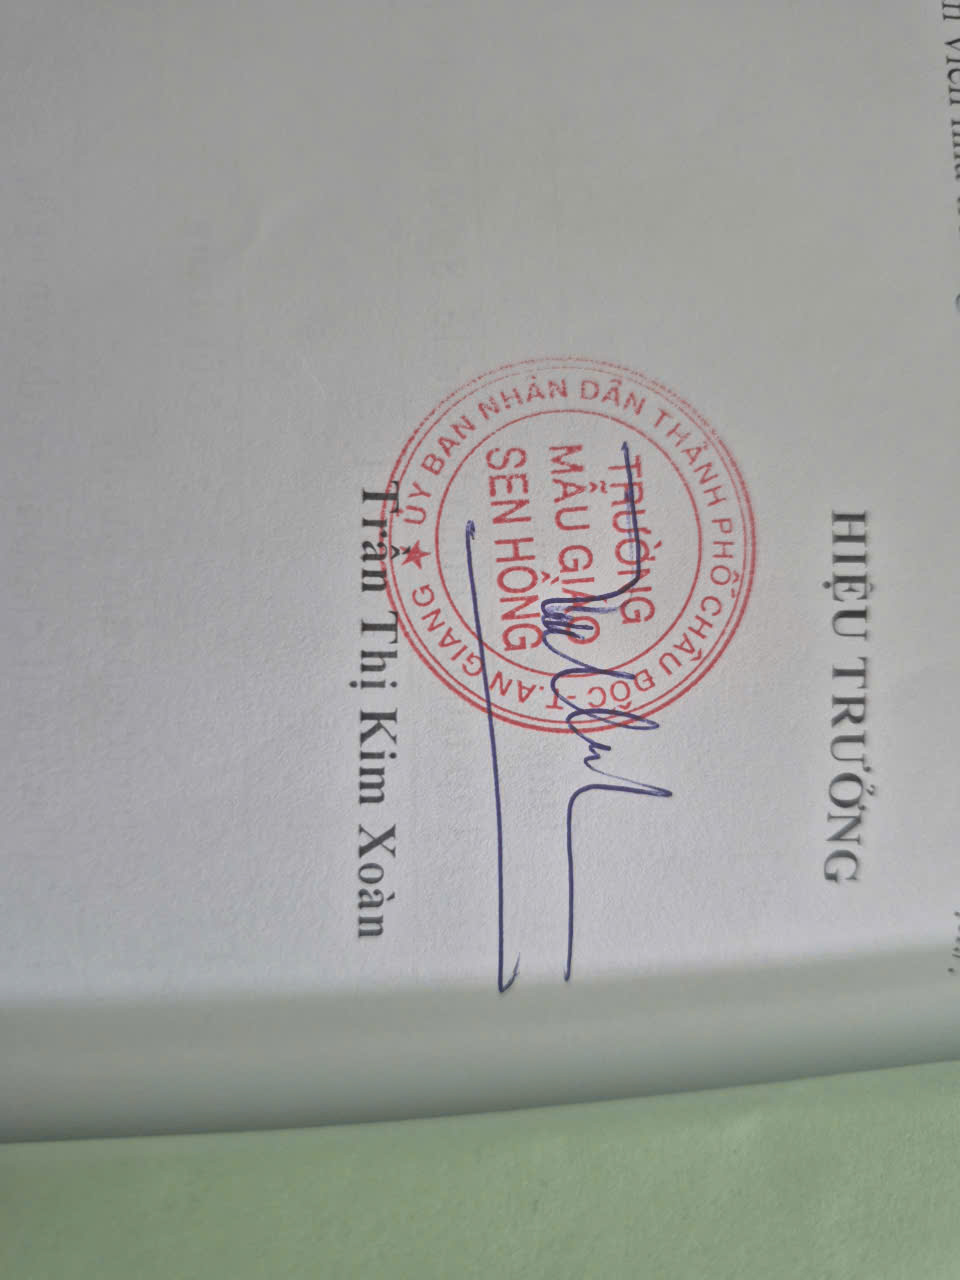 HIỆU TRƯỞNG
ỦY BAN NHÂN DÂN THÀNH PHỐ CHÂU ĐỐC - T.AN GIANG ★
TRƯỜNG
MẪU GIÁO
SEN HỒNG
Trần Thị Kim Xoàn